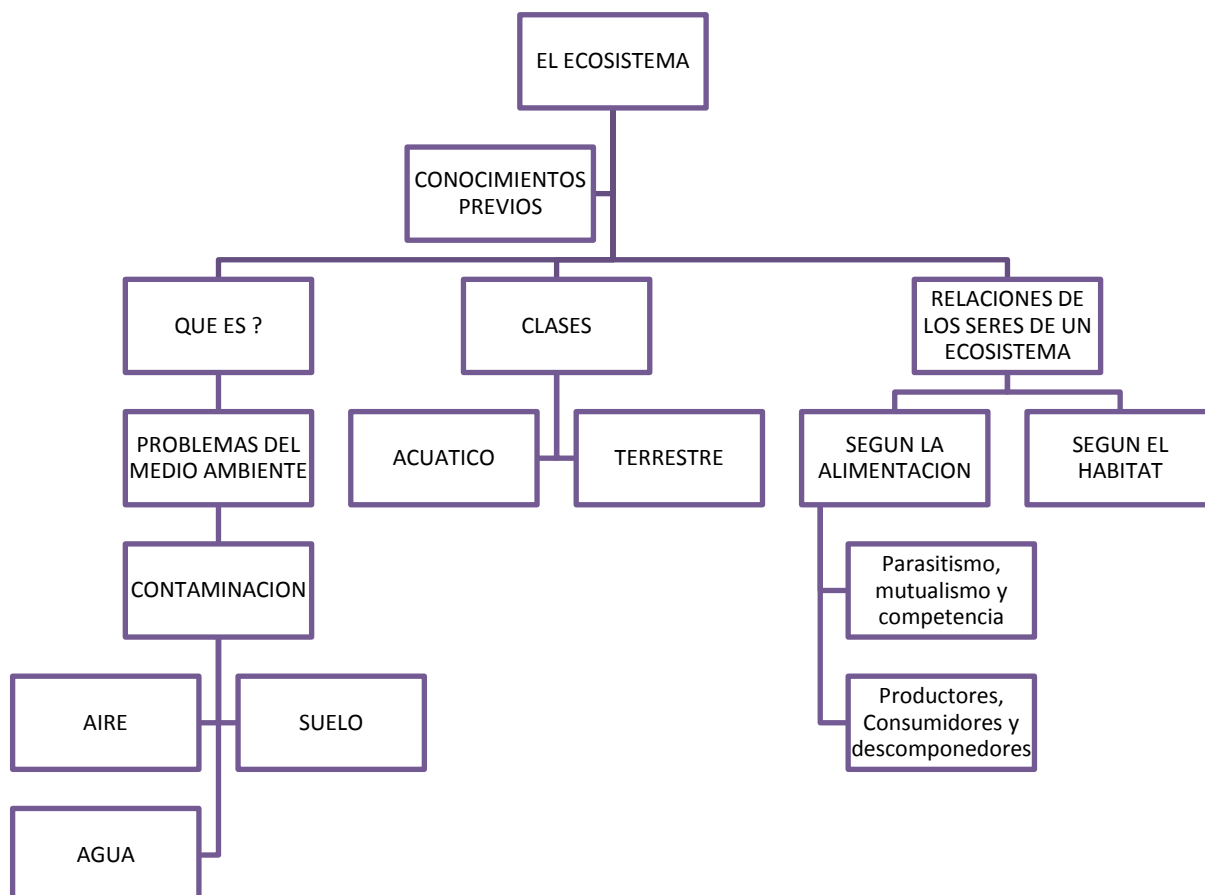 EL ECOSISTEMA
CONOCIMIENTOS
PREVIOS
QUE ES ?
CLASES
RELACIONES DE
LOS SERES DE UN
ECOSISTEMA
PROBLEMAS DEL
MEDIO AMBIENTE
ACUATICO
TERRESTRE
SEGUN LA
ALIMENTACION
SEGUN EL
HABITAT
CONTAMINACION
Parasitismo,
mutualismo y
competencia
AIRE
SUELO
Productores,
Consumidores y
descomponedores
AGUA